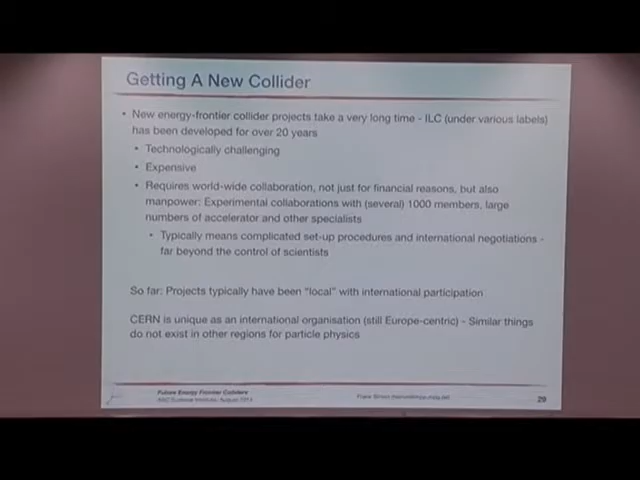 Getting A New Collider
• New energy-frontier collider projects take a very long time - ILC (under various labels)
has been developed for over 20 years
• Technologically challenging
• Expensive
• Requires world-wide collaboration, not just for financial reasons, but also
manpower: Experimental collaborations with (several) 1000 members, large
numbers of accelerator and other specialists
• Typically means complicated set-up procedures and international negotiations -
far beyond the control of scientists
So far: Projects typically have been "local" with international participation
CERN is unique as an international organisation (still Europe-centric) - Similar things
do not exist in other regions for particle physics
Future Energy Frontier Colliders
Summer Institute, August
Frank
29